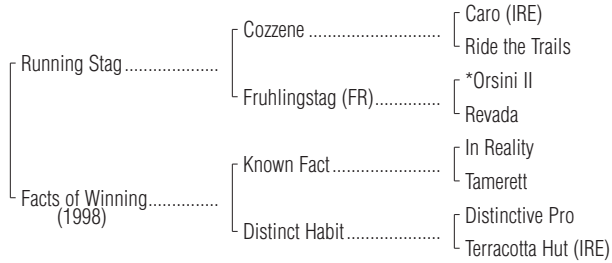 Caro (IRE)
Cozzene ..............................
Ride the Trails
Running Stag...................
*Orsini II
Fruhlingstag (FR)...............
Revada
In Reality
Known Fact.........................
Tamerett
Facts of Winning..............
(1998)
Distinctive Pro
Distinct Habit.....................
Terracotta Hut (IRE)